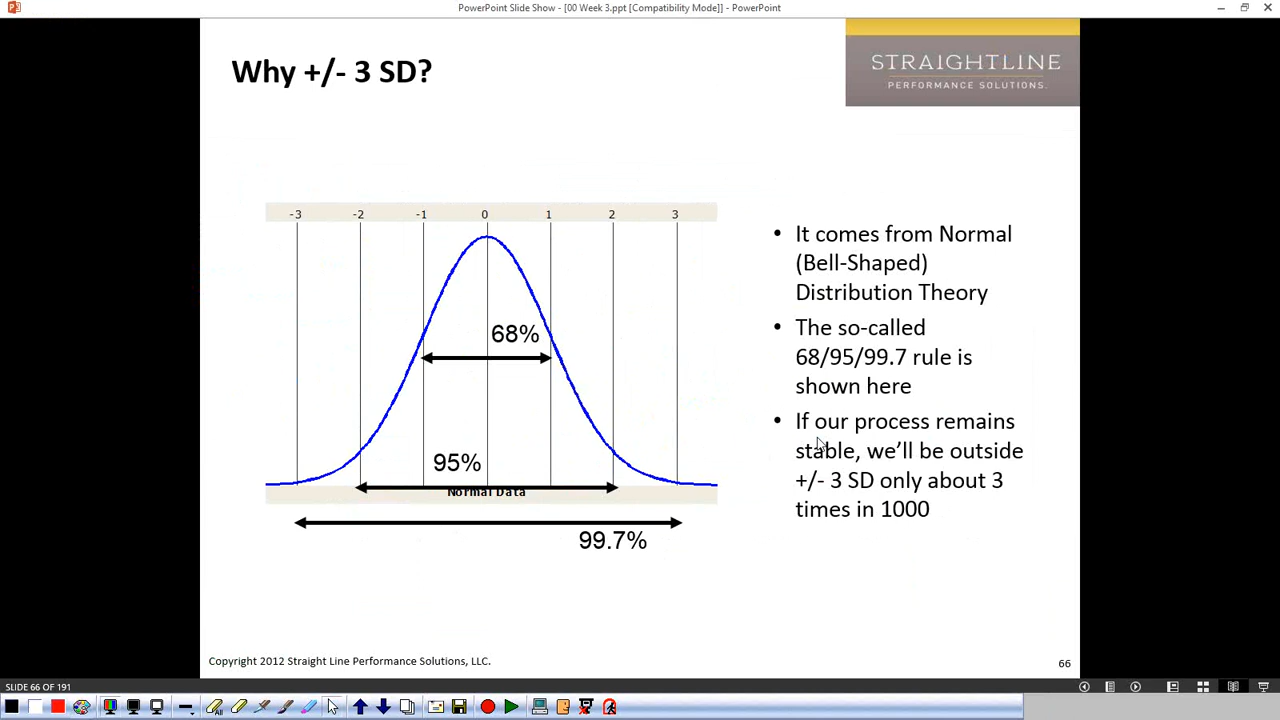 PowerPoint Slide Show - [00 Week 3.ppt [Compatibility Mode] - PowerPoint
Why +/- 3 SD?
STRAIGHTLINE
PERFORMANCE SOLUTIONS.
-3 -2 -1 0 1 2 3
68%
95%
Normal Data
99.7%
• It comes from Normal
(Bell-Shaped)
Distribution Theory
• The so-called
68/95/99.7 rule is
shown here
• If our process remains
stable, we’ll be outside
+/- 3 SD only about 3
times in 1000
Copyright 2012 Straight Line Performance Solutions, LLC.
66
SLIDE 66 OF 191